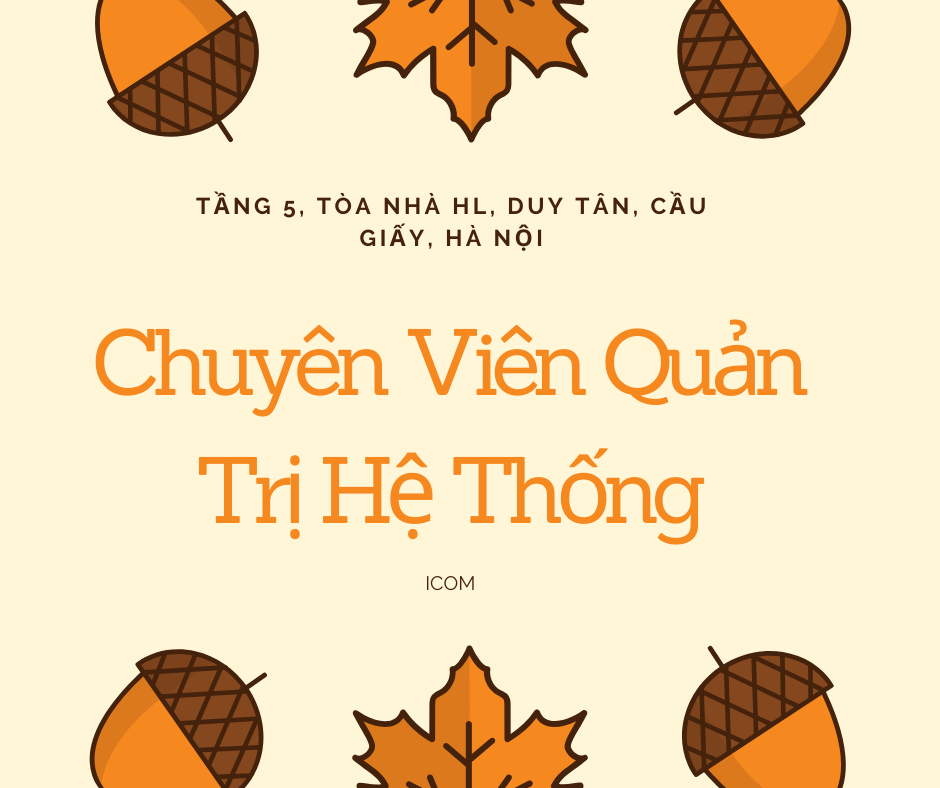 TẦNG 5, TÒA NHÀ HL, DUY TÂN, CẦU
GIẤY, HÀ NỘI
Chuyên Viên Quản
Trị Hệ Thống
ICOM